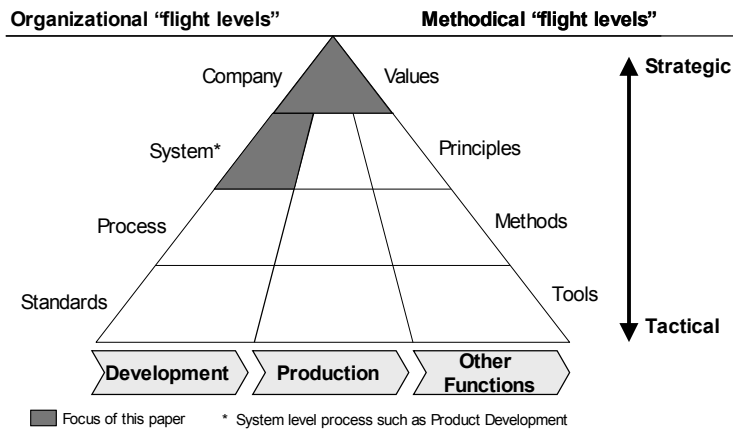 Organizational “flight levels”
Methodical “flight levels”
Company
Values
Strategic
System*
Principles
Process
Methods
Standards
Tools
Tactical
Development
Production
Other
Functions
Focus of this paper
* System level process such as Product Development